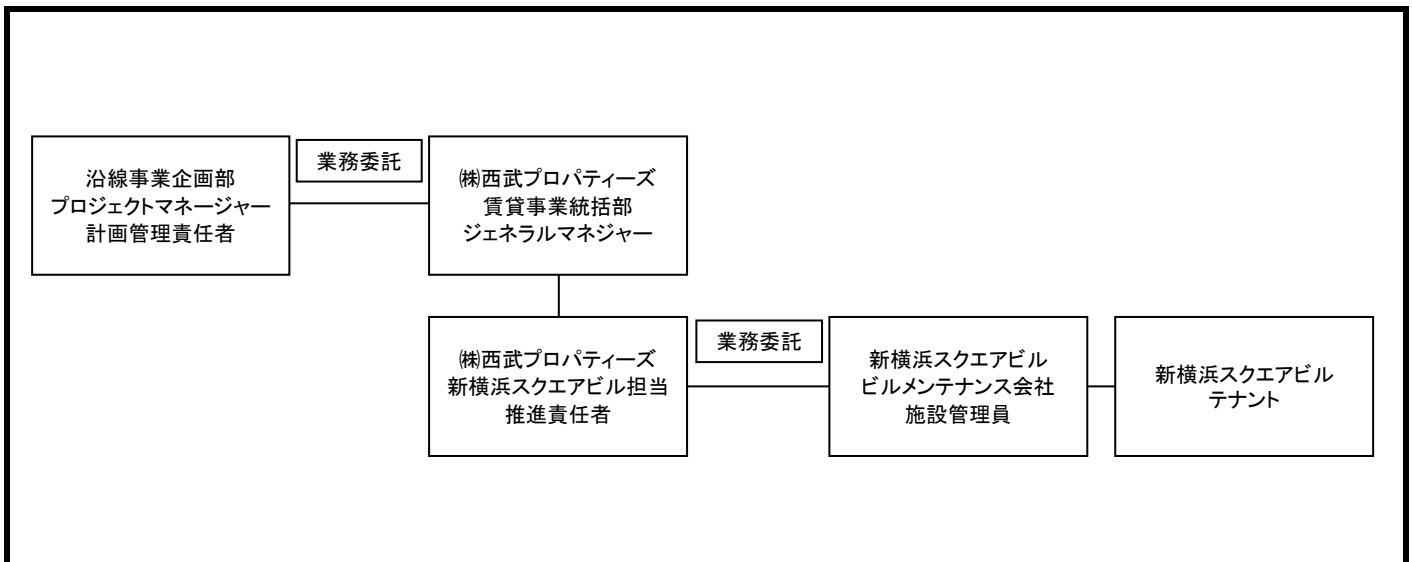 沿線事業企画部
プロジェクトマネージャー
計画管理責任者
業務委託
㈱西武プロパティーズ
賃貸事業統括部
ジェネラルマネジャー
㈱西武プロパティーズ
新横浜スクエアビル担当
推進責任者
業務委託
新横浜スクエアビル
ビルメンテナンス会社
施設管理員
新横浜スクエアビル
テナント